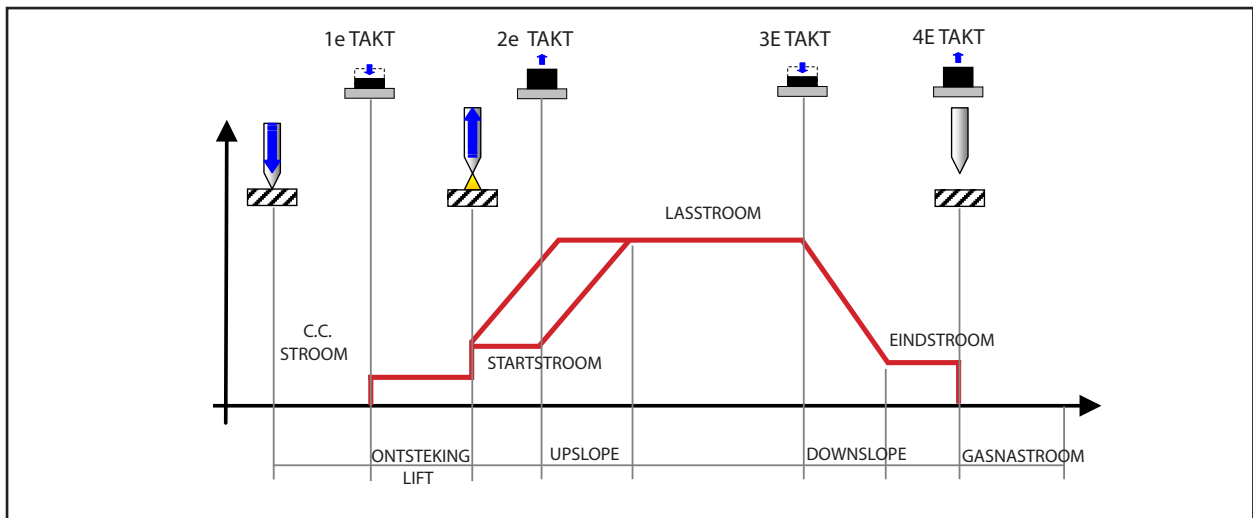 1e TAKT
2e TAKT
3E TAKT
4E TAKT
LASSTROOM
C.C.
STROOM
STARTSTROOM
EINDSTROOM
ONTSTEKING
LIFT
UPSLOPE
DOWNSLOPE
GASNASTROOM